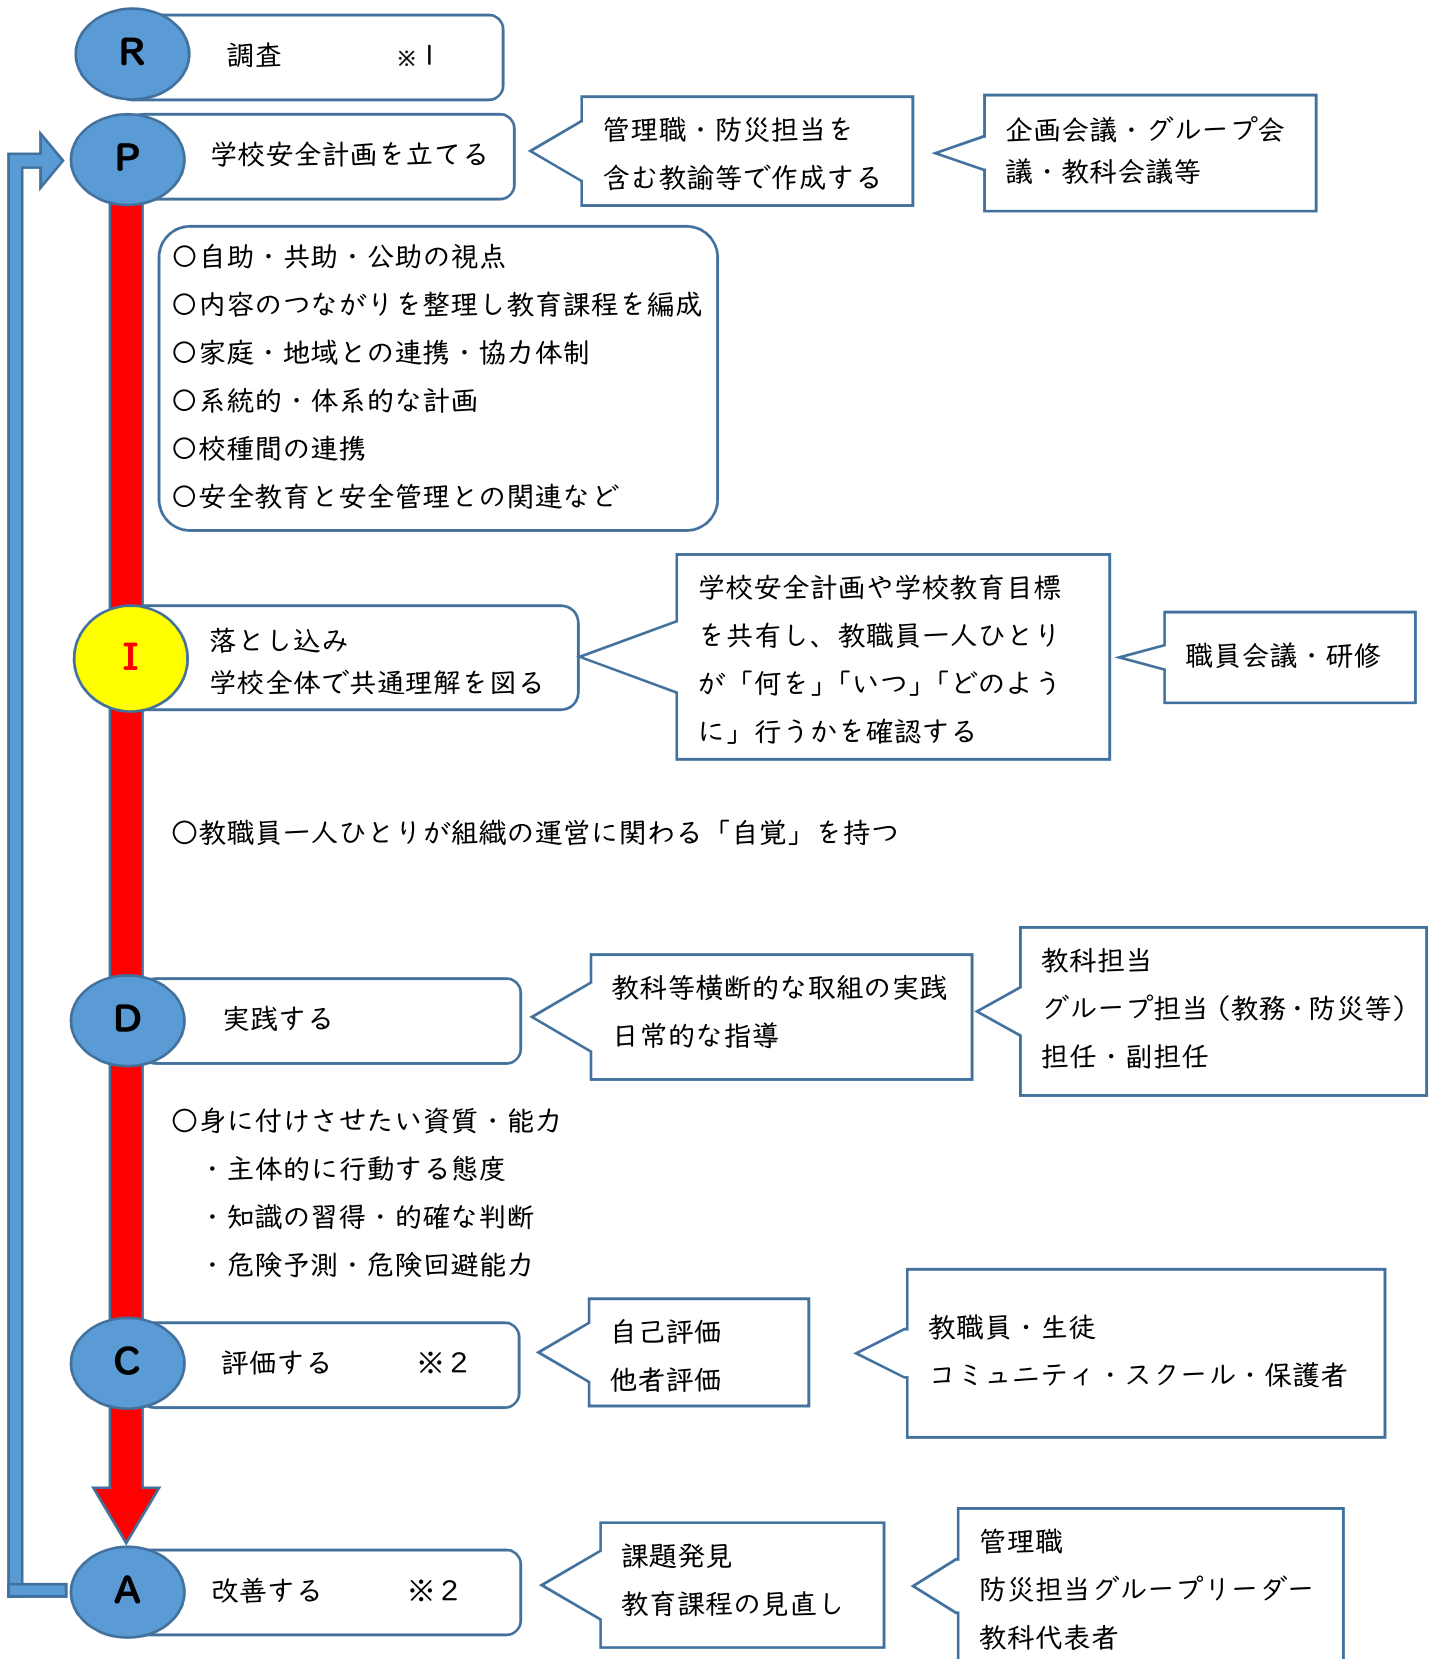 R
調査 ※1
P
学校安全計画を立てる
管理職・防災担当を
含む教諭等で作成する
企画会議・グループ会
議・教科会議等
〇自助・共助・公助の視点
〇内容のつながりを整理し教育課程を編成
〇家庭・地域との連携・協力体制
〇系統的・体系的な計画
〇校種間の連携
〇安全教育と安全管理との関連など
I
落とし込み
学校全体で共通理解を図る
学校安全計画や学校教育目標
を共有し、教職員一人ひとり
が「何を」「いつ」「どのよう
に」行うかを確認する
職員会議・研修
〇教職員一人ひとりが組織の運営に関わる「自覚」を持つ
D
実践する
教科等横断的な取組の実践
日常的な指導
教科担当
グループ担当（教務・防災等）
担任・副担任
〇身に付けさせたい資質・能力
・主体的に行動する態度
・知識の習得・的確な判断
・危険予測・危険回避能力
C
評価する ※２
自己評価
他者評価
教職員・生徒
コミュニティ・スクール・保護者
A
改善する ※２
課題発見
教育課程の見直し
管理職
防災担当グループリーダー
教科代表者